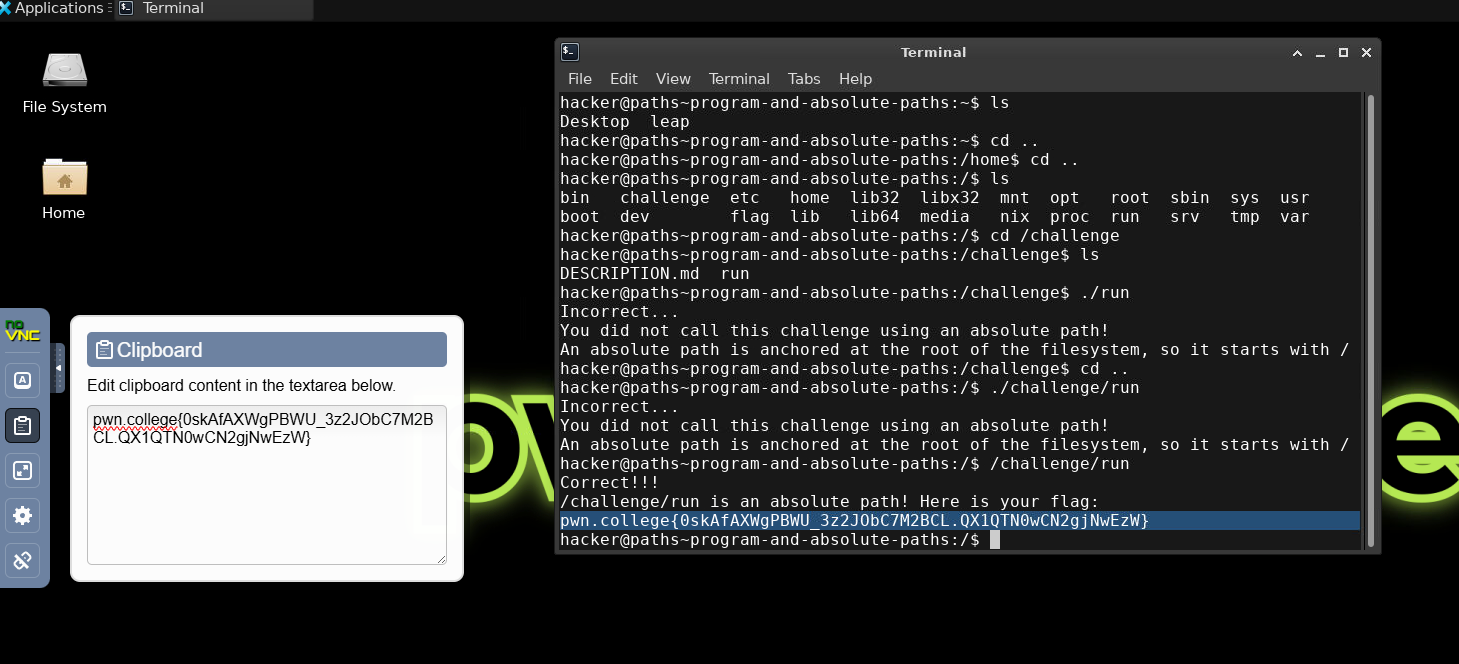 Applications
Terminal
File System
Home
Terminal
File Edit View Terminal Tabs Help
hacker@paths~program-and-absolute-paths:~$ ls
Desktop  leap
hacker@paths~program-and-absolute-paths:~$ cd ..
hacker@paths~program-and-absolute-paths:/home$ cd ..
hacker@paths~program-and-absolute-paths:/$ ls
bin   challenge  etc   home  lib32  libx32  mnt  opt   root  sbin  sys  usr
boot  dev        flag  lib   lib64  media   nix  proc  run   srv   tmp  var
hacker@paths~program-and-absolute-paths:/$ cd /challenge
hacker@paths~program-and-absolute-paths:/challenge$ ls
DESCRIPTION.md  run
hacker@paths~program-and-absolute-paths:/challenge$ ./run
Incorrect...
You did not call this challenge using an absolute path!
An absolute path is anchored at the root of the filesystem, so it starts with /
hacker@paths~program-and-absolute-paths:/challenge$ cd ..
hacker@paths~program-and-absolute-paths:/$ ./challenge/run
Incorrect...
You did not call this challenge using an absolute path!
An absolute path is anchored at the root of the filesystem, so it starts with /
hacker@paths~program-and-absolute-paths:/$ /challenge/run
Correct!!!
/challenge/run is an absolute path! Here is your flag:
pwn.college{0skAfAXWgPBWU_3z2JObC7M2BCL.QX1QTN0wCN2gjNwEzW}
hacker@paths~program-and-absolute-paths:/$
no
VNC
A
Clipboard
Edit clipboard content in the textarea below.
pwn.college{0skAfAXWgPBWU_3z2JObC7M2B
CL.QX1QTN0wCN2gjNwEzW}